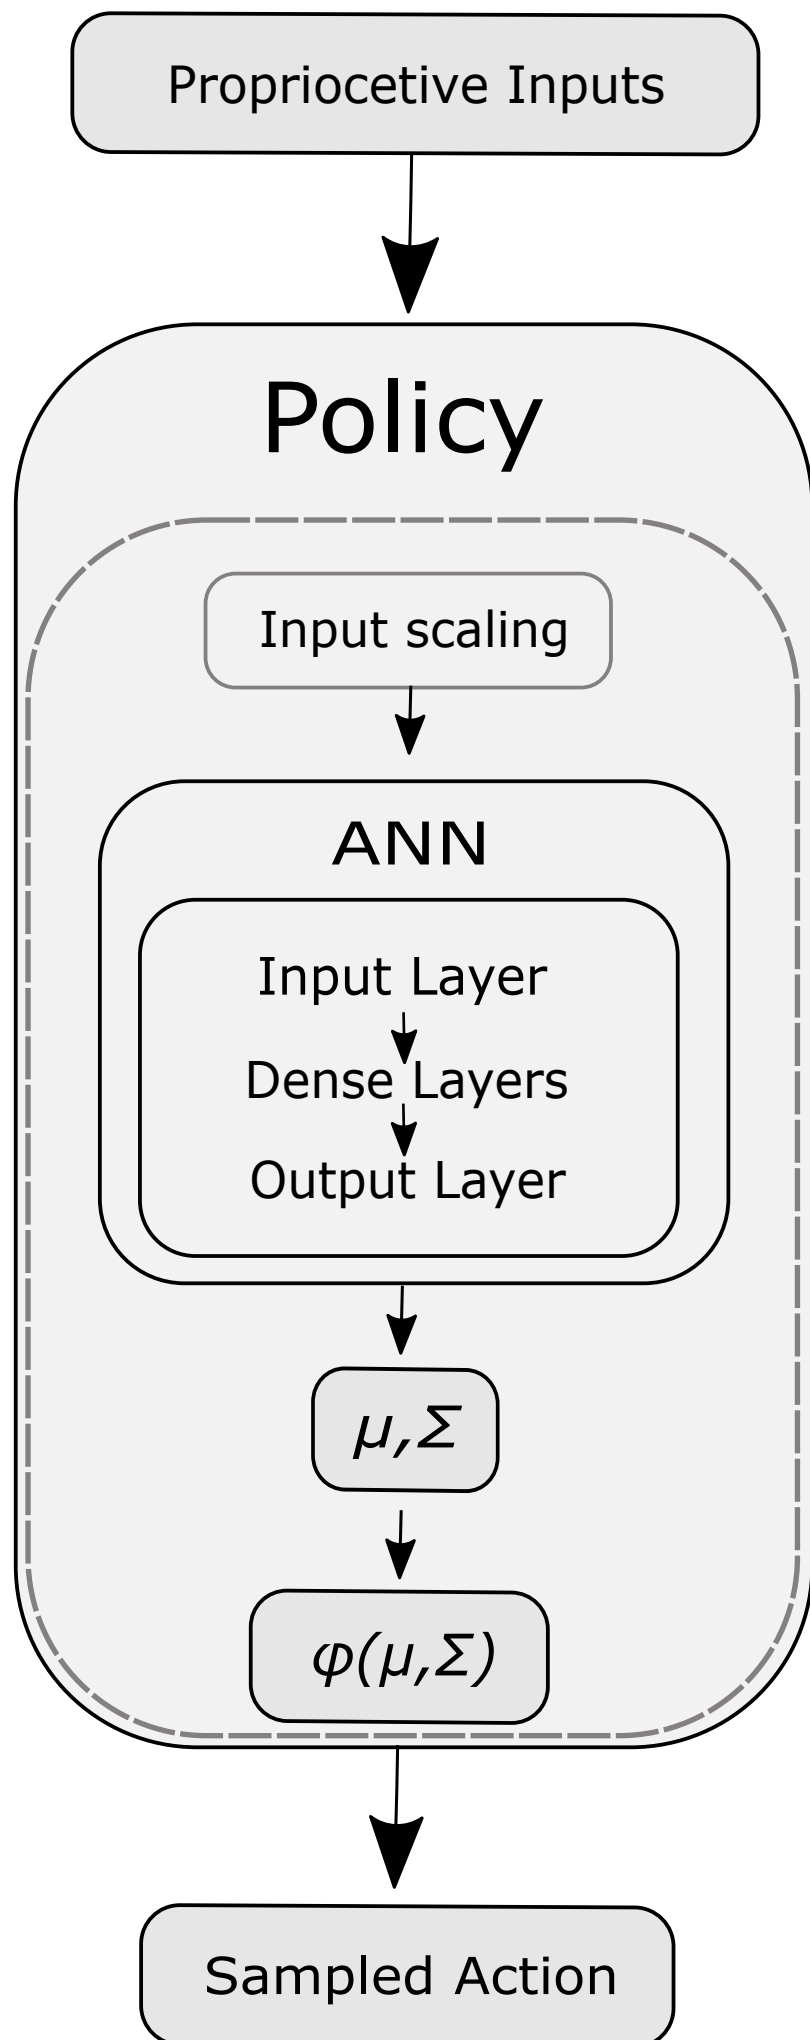 Propriocetive Inputs
Policy
Input scaling
ANN
Input Layer
Dense Layers
Output Layer
μ,Σ
φ(μ,Σ)
Sampled Action